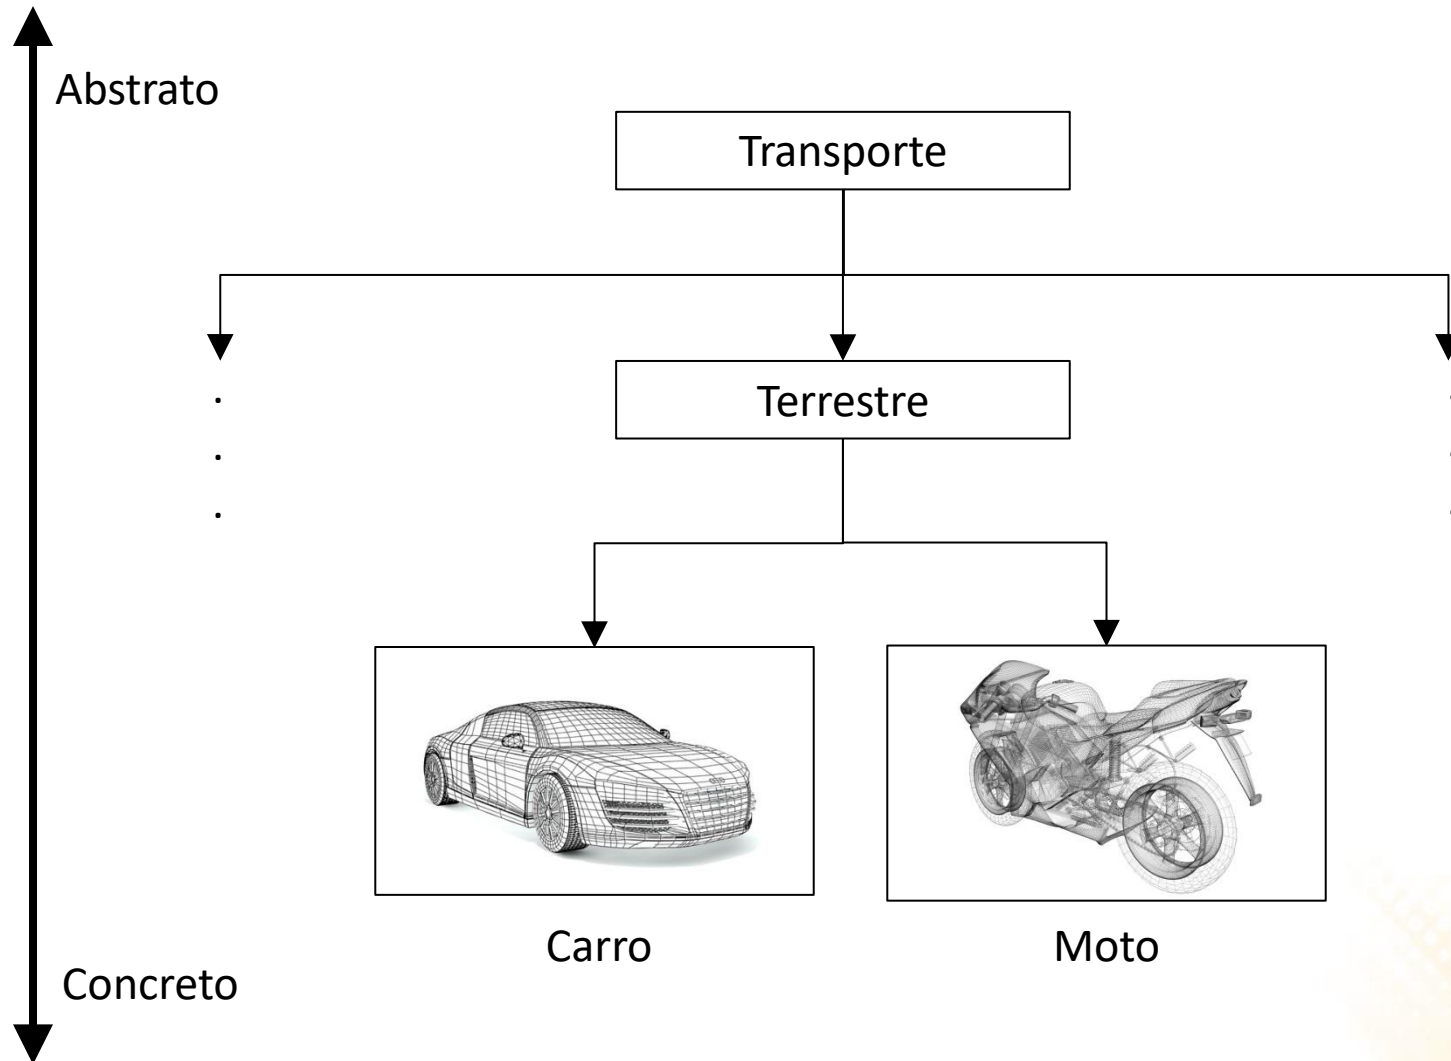 Abstrato
Transporte
.
.
.
Terrestre
.
.
.
Carro
Moto
Concreto